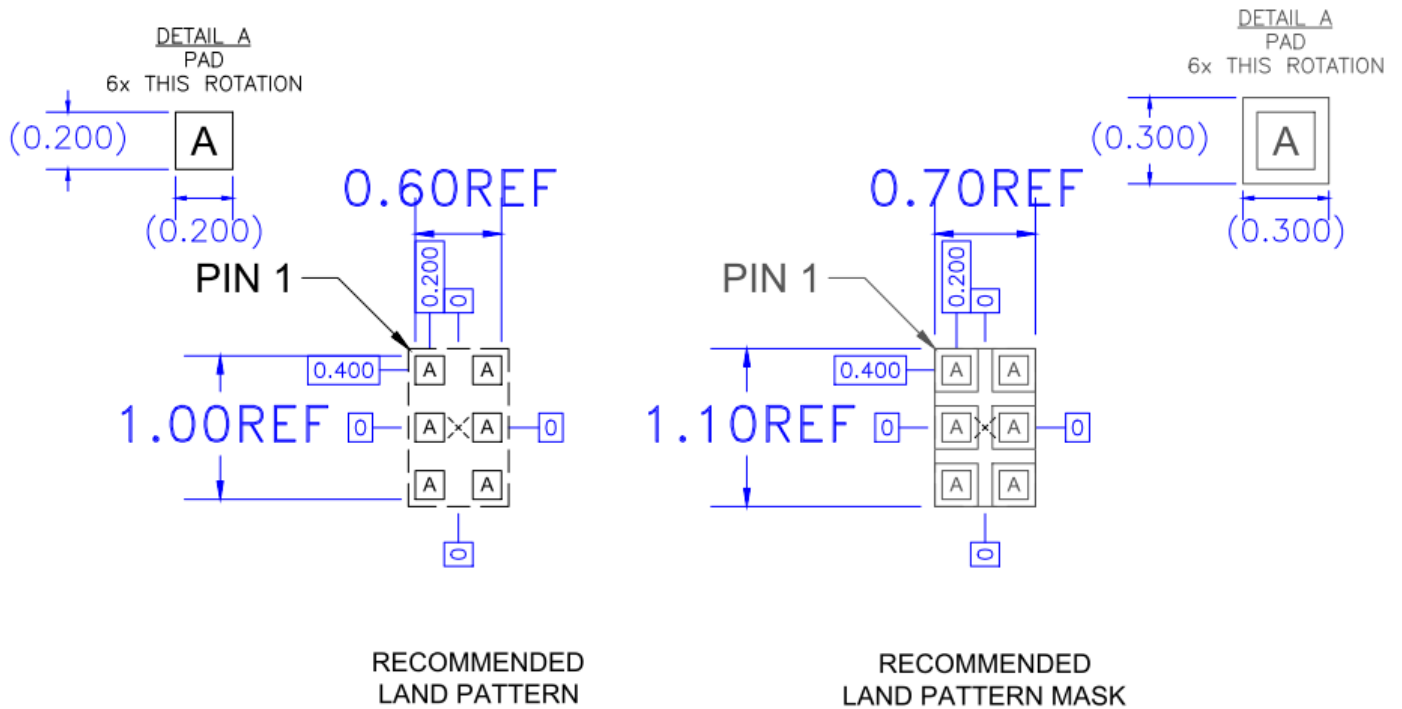 DETAIL A
PAD
6x THIS ROTATION
(0.200)
A
(0.200)
0.60REF
0.200
0
PIN 1
0.400
A A
1.00REF
0
A A
0
A A
0
RECOMMENDED
LAND PATTERN
DETAIL A
PAD
6x THIS ROTATION
(0.300)
A
(0.300)
0.70REF
0.200
0
PIN 1
0.400
A A
1.10REF
0
A A
0
A A
0
RECOMMENDED
LAND PATTERN MASK